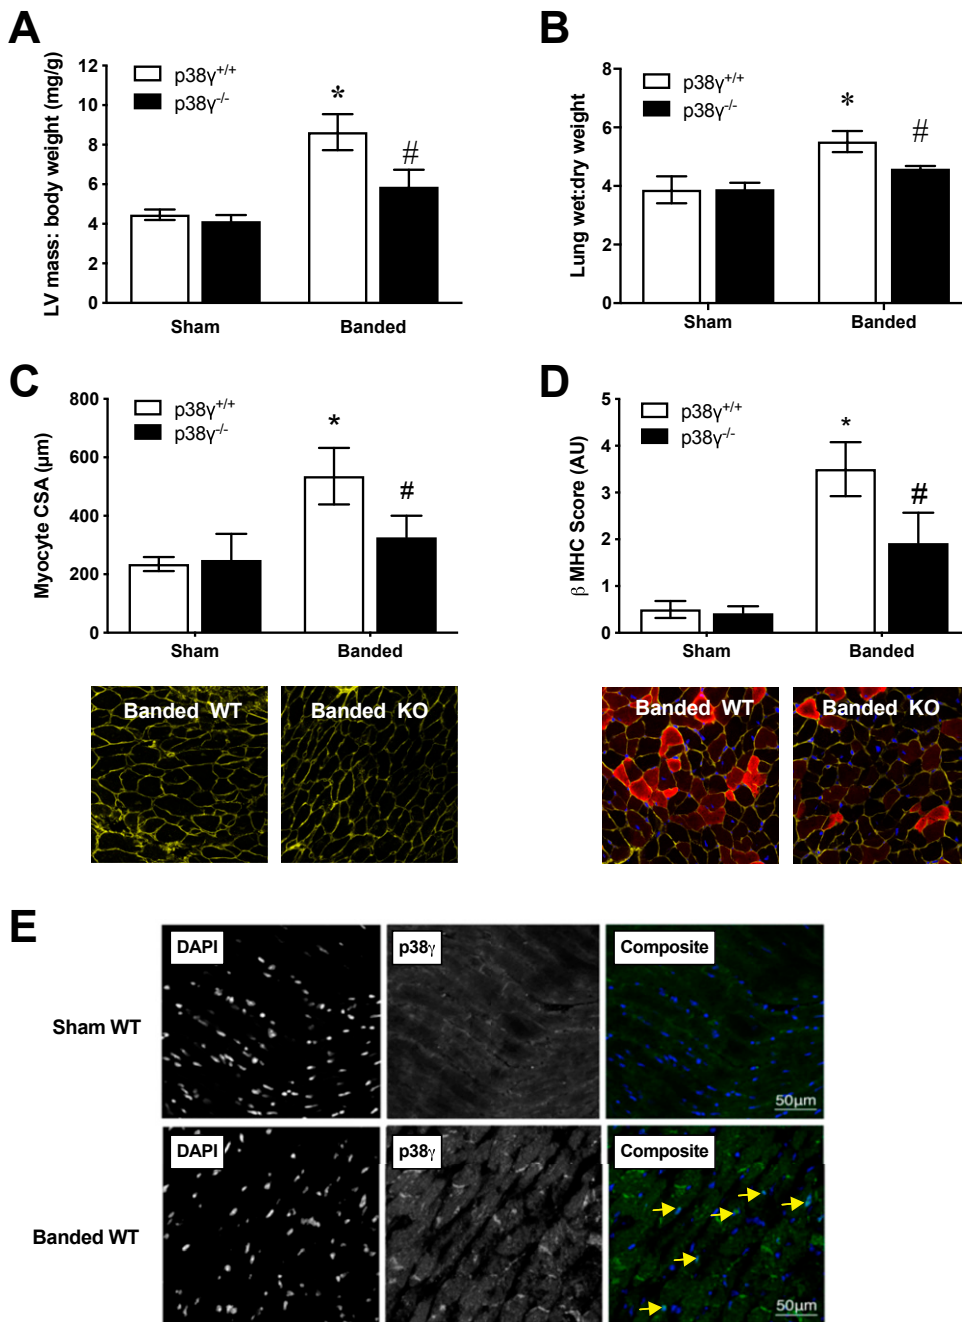 A
LV mass: body weight (mg/g)
12
10
8
6
4
2
0
p38γ+/+
p38γ-/-
*
#
Sham
Banded
B
Lung wet:dry weight
8
6
4
2
0
p38γ+/+
p38γ-/-
*
#
Sham
Banded
C
Myocyte CSA (µm)
800
600
400
200
0
p38γ+/+
p38γ-/-
*
#
Sham
Banded
Banded WT
Banded KO
D
β MHC Score (AU)
5
4
3
2
1
0
p38γ+/+
p38γ-/-
*
#
Sham
Banded
Banded WT
Banded KO
E
Sham WT
DAPI
p38γ
Composite
50µm
Banded WT
DAPI
p38γ
Composite
50µm